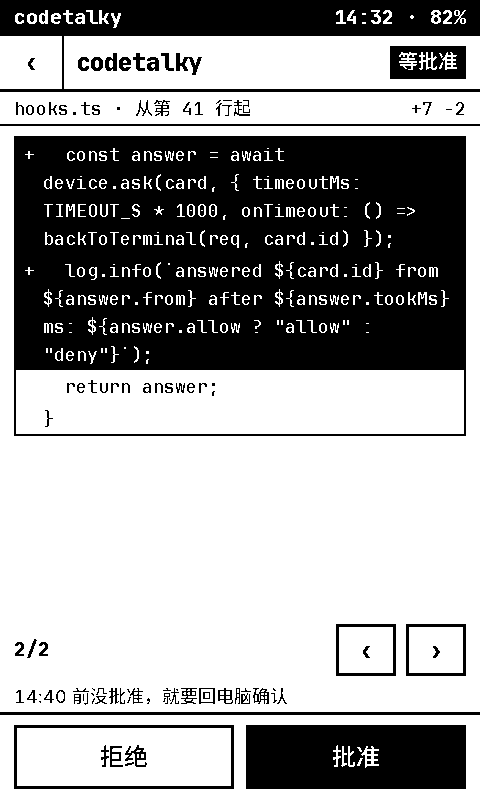 codetalky 14:32 · 82%
‹ codetalky 等批准
hooks.ts · 从第 41 行起 +7 -2
+   const answer = await
device.ask(card, { timeoutMs:
TIMEOUT_S * 1000, onTimeout: () =>
backToTerminal(req, card.id) });
+   log.info(`answered ${card.id} from
${answer.from} after ${answer.tookMs}
ms: ${answer.allow ? "allow" :
"deny"}`);
return answer;
}
2/2 ‹ ›
14:40 前没批准，就要回电脑确认
拒绝 批准